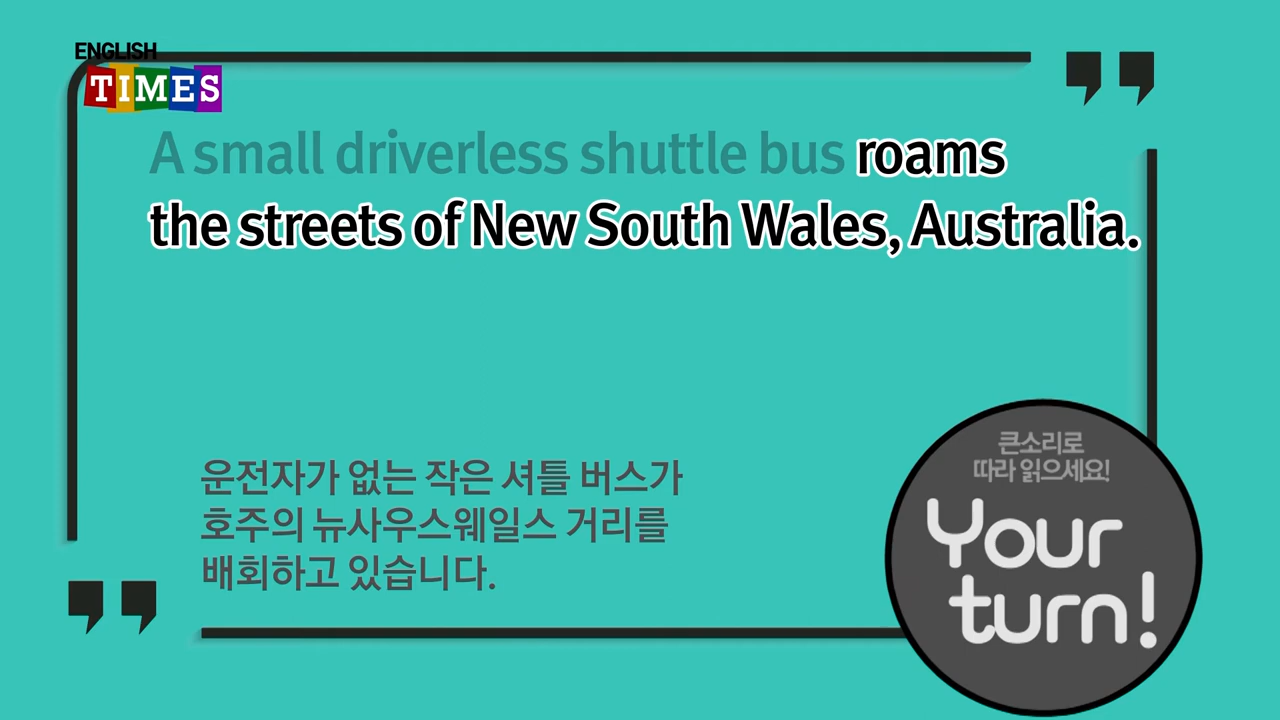 ENGLISH
TIMES
A small driverless shuttle bus roams
the streets of New South Wales, Australia.
운전자가 없는 작은 셔틀 버스가
호주의 뉴사우스웨일스 거리를
배회하고 있습니다.
큰소리로
따라 읽으세요!
Your
turn!